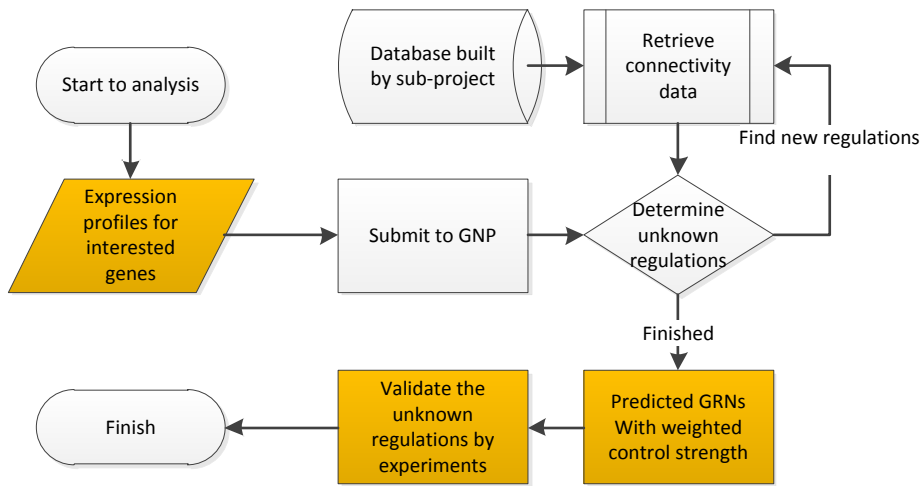 Start to analysis
Database built
by sub-project
Retrieve
connectivity
data
Find new regulations
Expression
profiles for
interested
genes
Submit to GNP
Determine
unknown
regulations
Finished
Finish
Validate the
unknown
regulations by
experiments
Predicted GRNs
With weighted
control strength